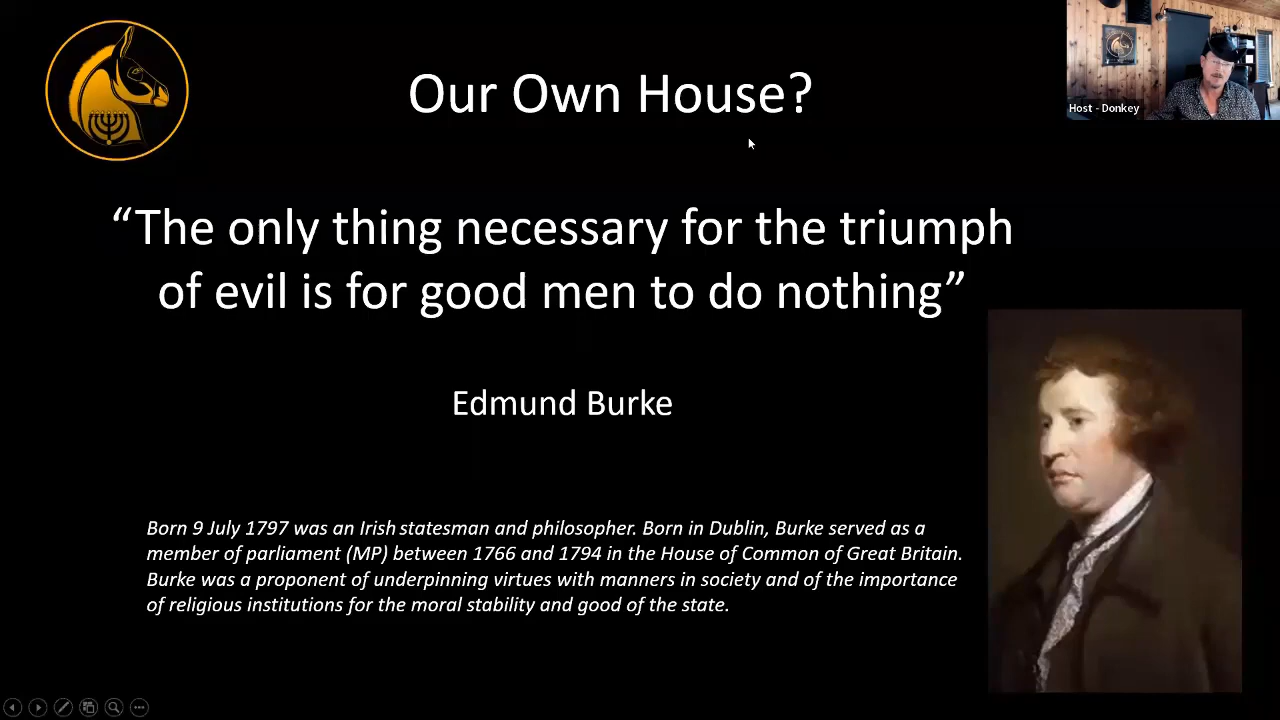 Our Own House?
Host - Donkey
“The only thing necessary for the triumph
of evil is for good men to do nothing”
Edmund Burke
Born 9 July 1797 was an Irish statesman and philosopher. Born in Dublin, Burke served as a
member of parliament (MP) between 1766 and 1794 in the House of Common of Great Britain.
Burke was a proponent of underpinning virtues with manners in society and of the importance
of religious institutions for the moral stability and good of the state.